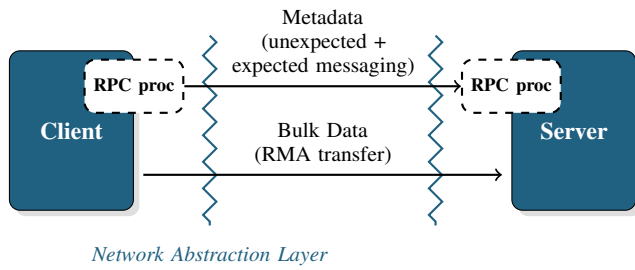 Metadata
(unexpected +
expected messaging)
RPC proc
RPC proc
Client
Bulk Data
(RMA transfer)
Server
Network Abstraction Layer